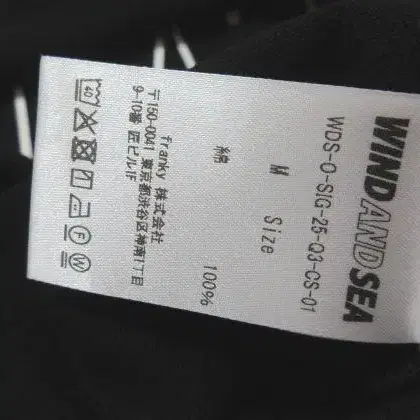 WIND AND SEA
WDS-O-SIG-25-Q3-CS-01
M Size
綿 100%
franky 株式会社
〒150-0041 東京都渋谷区神南1丁目
9-10番 匠ビル1F
40
F
W